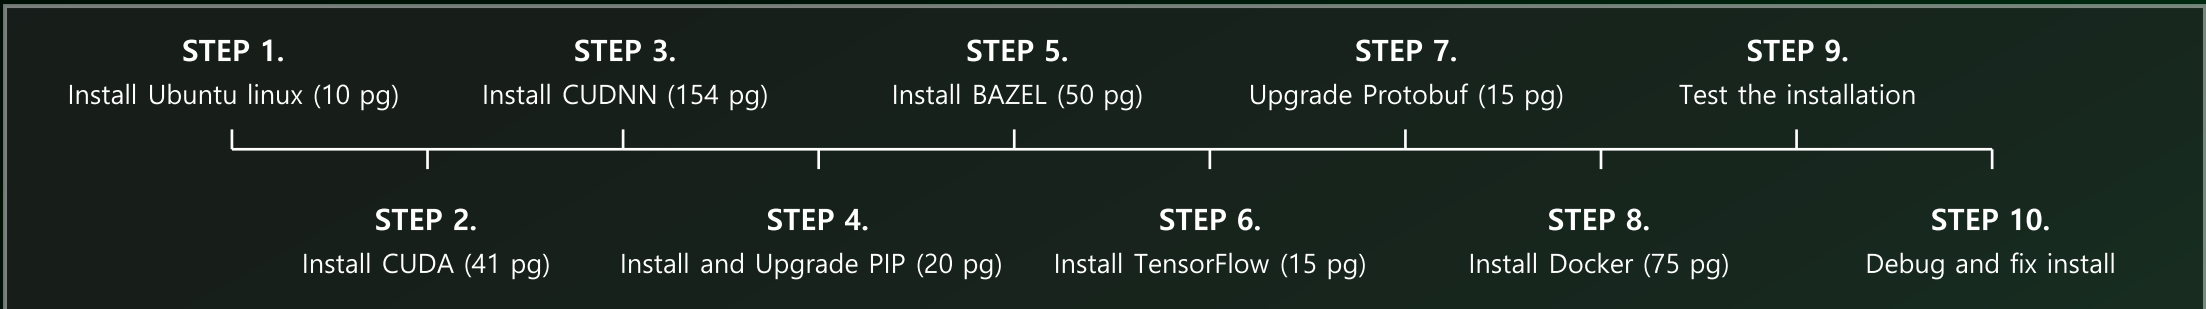 STEP 1.
Install Ubuntu linux (10 pg)
STEP 2.
Install CUDA (41 pg)
STEP 3.
Install CUDNN (154 pg)
STEP 4.
Install and Upgrade PIP (20 pg)
STEP 5.
Install BAZEL (50 pg)
STEP 6.
Install TensorFlow (15 pg)
STEP 7.
Upgrade Protobuf (15 pg)
STEP 8.
Install Docker (75 pg)
STEP 9.
Test the installation
STEP 10.
Debug and fix install